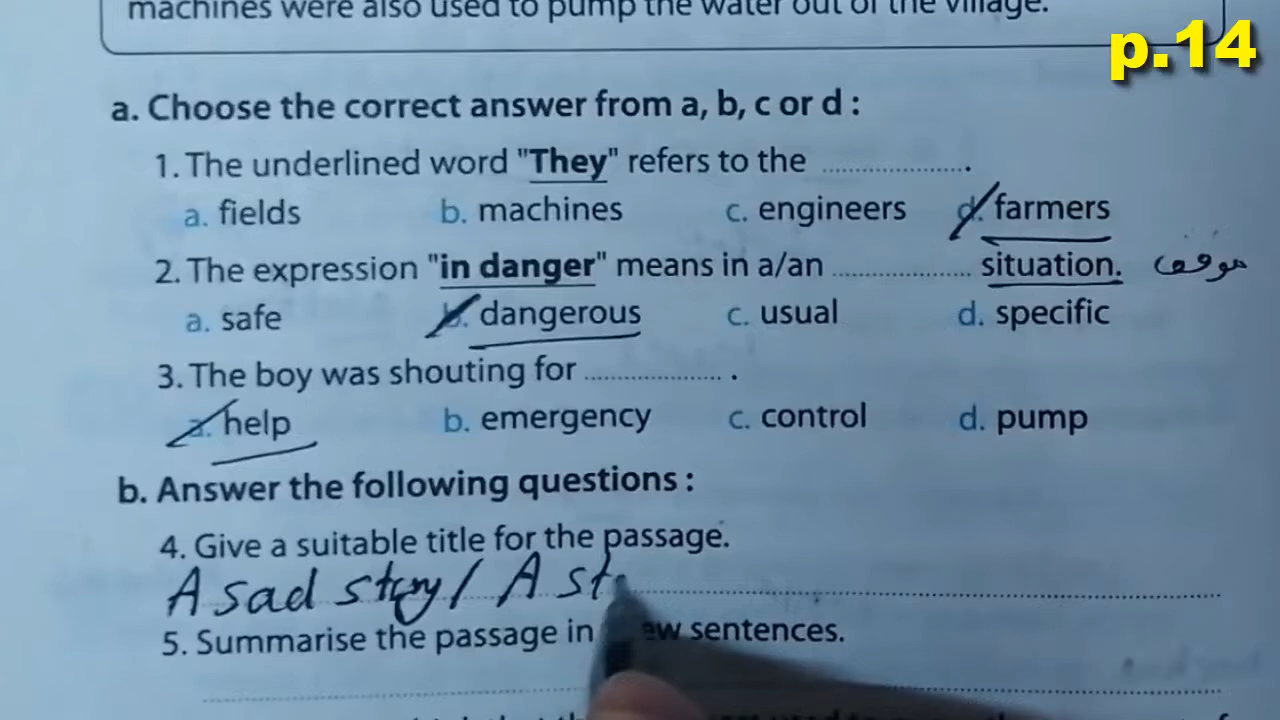 machines were also used to pump the water out of the village.
p.14
a. Choose the correct answer from a, b, c or d :
1. The underlined word "They" refers to the .................... .
a. fields b. machines c. engineers d. farmers
2. The expression "in danger" means in a/an .................... situation. موقف
a. safe b. dangerous c. usual d. specific
3. The boy was shouting for .................... .
a. help b. emergency c. control d. pump
b. Answer the following questions :
4. Give a suitable title for the passage.
A sad story / A st
5. Summarise the passage in sentences.